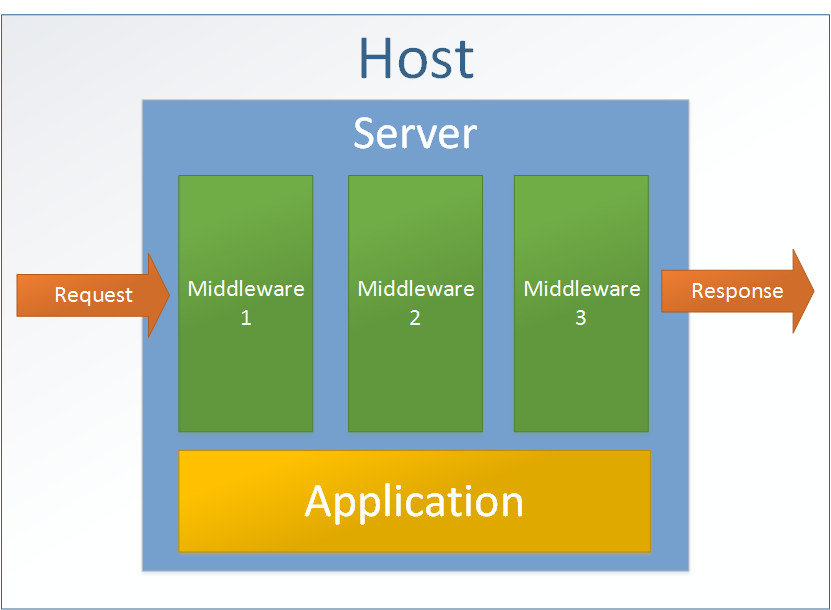 Host
Server
Request
Middleware
1
Middleware
2
Middleware
3
Response
Application